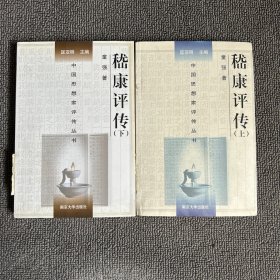 匡亚明 主编
嵇康评传(下)
童强 著
中国思想家评传丛书
南京大学出版社
匡亚明 主编
嵇康评传(上)
童强 著
中国思想家评传丛书
南京大学出版社